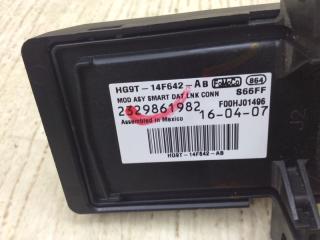 HG9T-14F642-AB FoMoCo 864
MOD ASY SMART DAT LNK CONN S66FF
2329861982 F00HJ01496
Assembled in Mexico 16-04-07
HG9T-14F642-AB